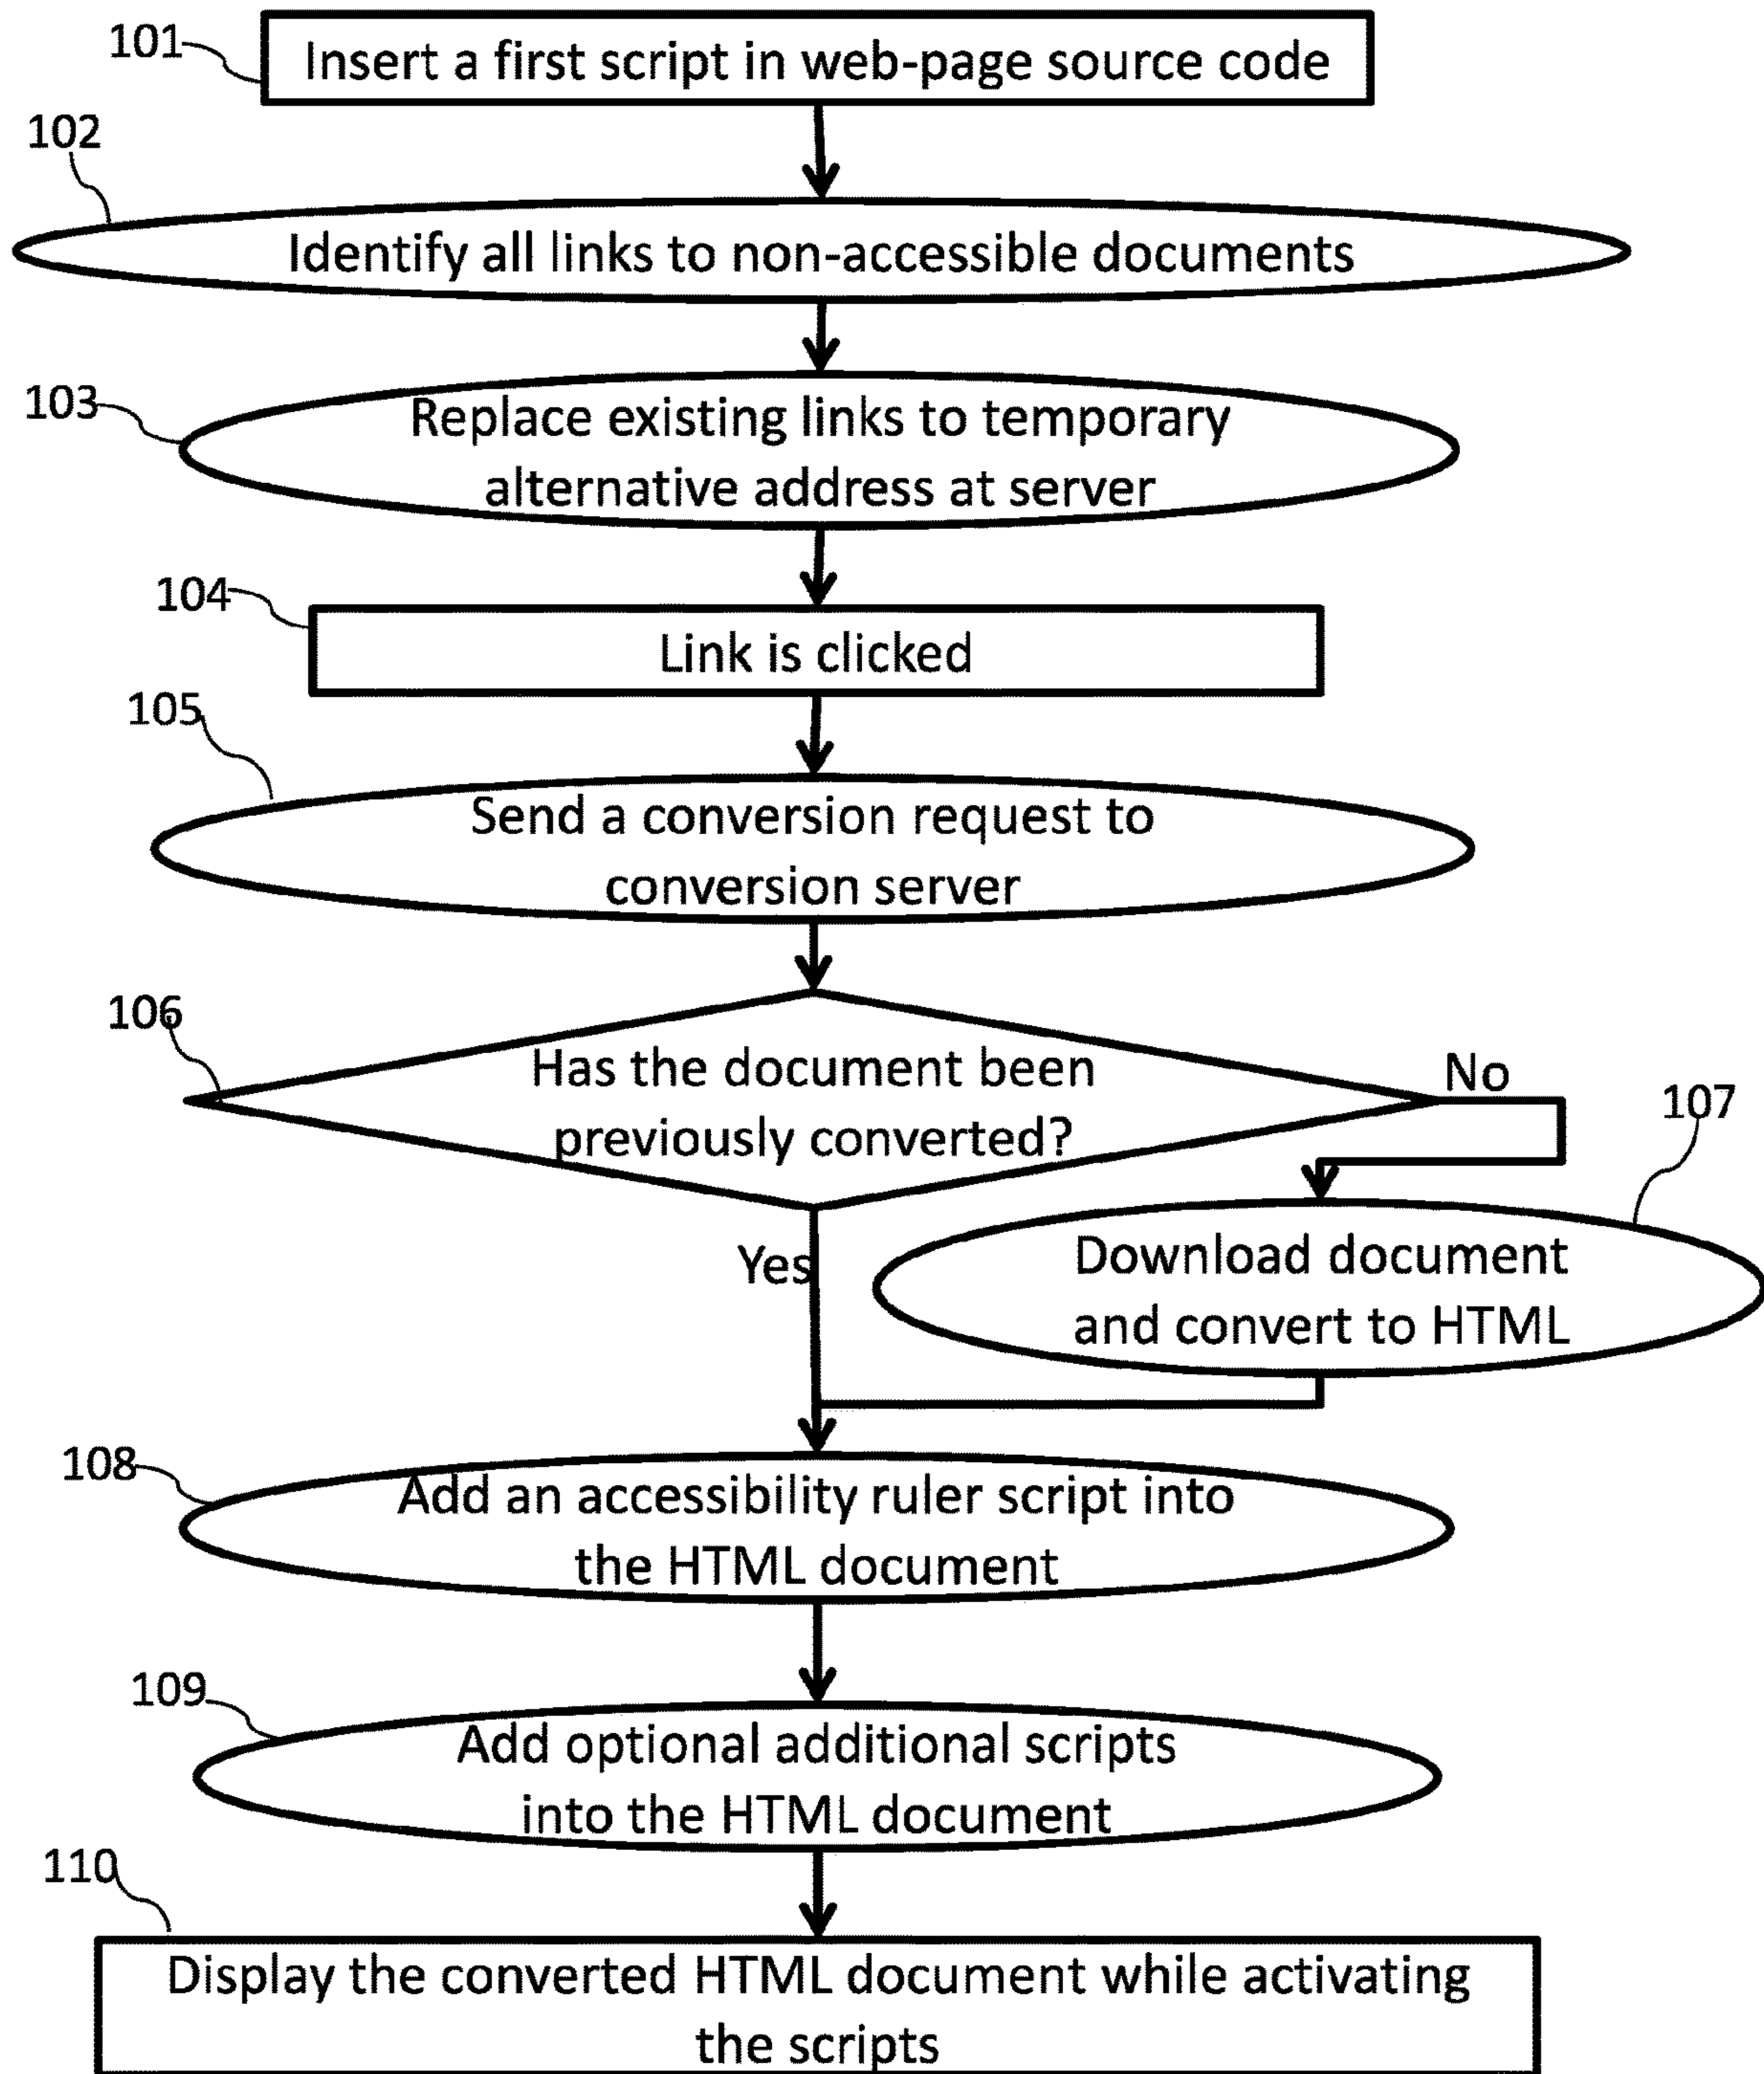 101
Insert a first script in web-page source code
102
Identify all links to non-accessible documents
103
Replace existing links to temporary
alternative address at server
104
Link is clicked
105
Send a conversion request to
conversion server
106
Has the document been
previously converted?
No
107
Yes
Download document
and convert to HTML
108
Add an accessibility ruler script into
the HTML document
109
Add optional additional scripts
into the HTML document
110
Display the converted HTML document while activating
the scripts